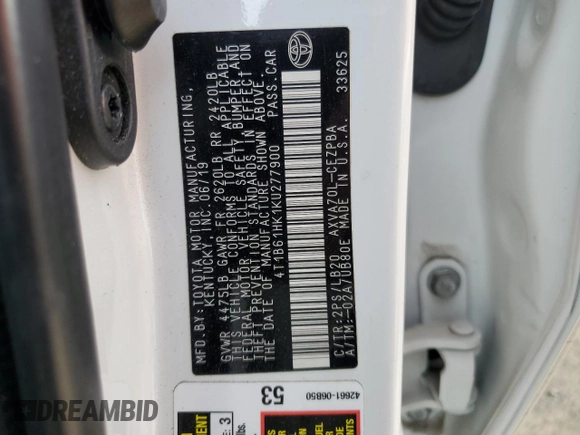 MFD.BY:TOYOTA MOTOR MANUFACTURING,
KENTUCKY, INC. 06/19
GVWR 4475LB GAWR FR 2620LB RR 2420LB
THIS VEHICLE CONFORMS TO ALL APPLICABLE
FEDERAL MOTOR VEHICLE SAFETY, BUMPER AND
THEFT PREVENTION STANDARDS IN EFFECT ON
THE DATE OF MANUFACTURE SHOWN ABOVE.
4T1B61HK1KU277900 PASS.CAR
C/TR:2PS/LB20 AXVA70L-CEZPBA
A/TM:-02A/UB80E MADE IN U.S.A. 33625
TOYOTA
53
42661-06B50
3
DREAMBID